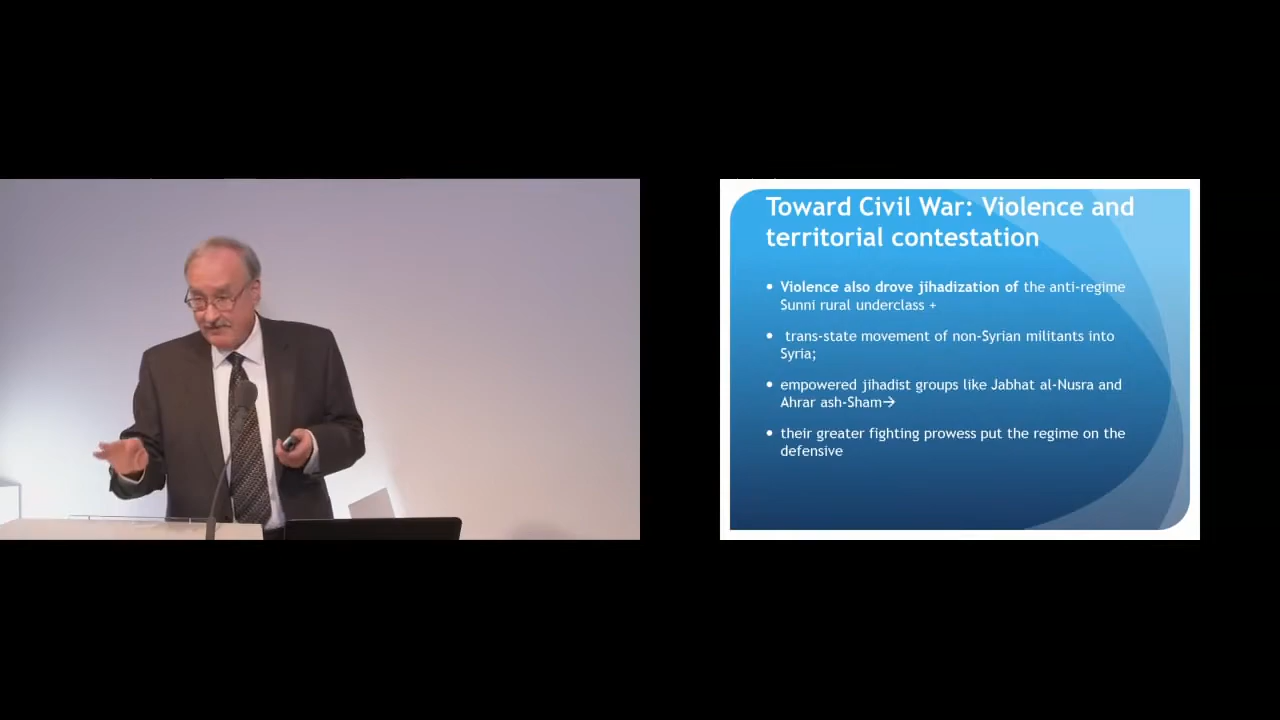 Toward Civil War: Violence and
territorial contestation
• Violence also drove jihadization of the anti-regime
Sunni rural underclass +
• trans-state movement of non-Syrian militants into
Syria;
• empowered jihadist groups like Jabhat al-Nusra and
Ahrar ash-Sham→
• their greater fighting prowess put the regime on the
defensive